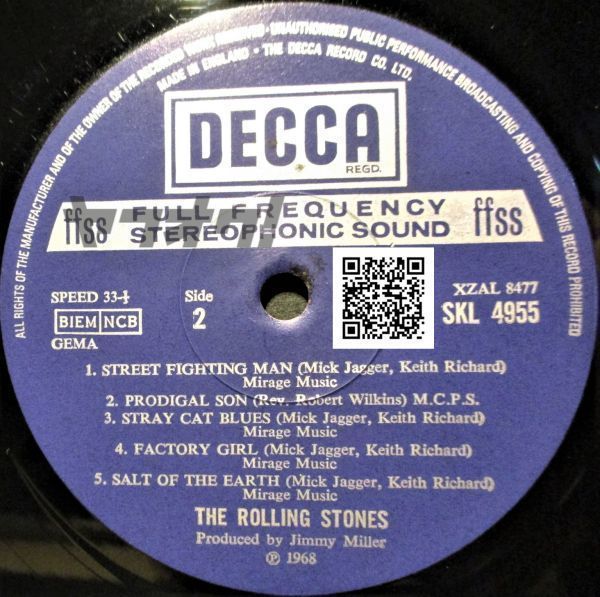 ALL RIGHTS OF THE MANUFACTURER AND OF THE OWNER OF THE RECORDED WORK RESERVED · UNAUTHORISED PUBLIC PERFORMANCE BROADCASTING AND COPYING OF THIS RECORD PROHIBITED
MADE IN ENGLAND · THE DECCA RECORD CO. LTD.
DECCA
REGD.
ffss FULL FREQUENCY STEREOPHONIC SOUND ffss
SPEED 33⅓
Side
2
XZAL 8477
SKL 4955
BIEM NCB
GEMA
1. STREET FIGHTING MAN (Mick Jagger, Keith Richard)
Mirage Music
2. PRODIGAL SON (Rev. Robert Wilkins) M.C.P.S.
3. STRAY CAT BLUES (Mick Jagger, Keith Richard)
Mirage Music
4. FACTORY GIRL (Mick Jagger, Keith Richard)
Mirage Music
5. SALT OF THE EARTH (Mick Jagger, Keith Richard)
Mirage Music
THE ROLLING STONES
Produced by Jimmy Miller
℗ 1968